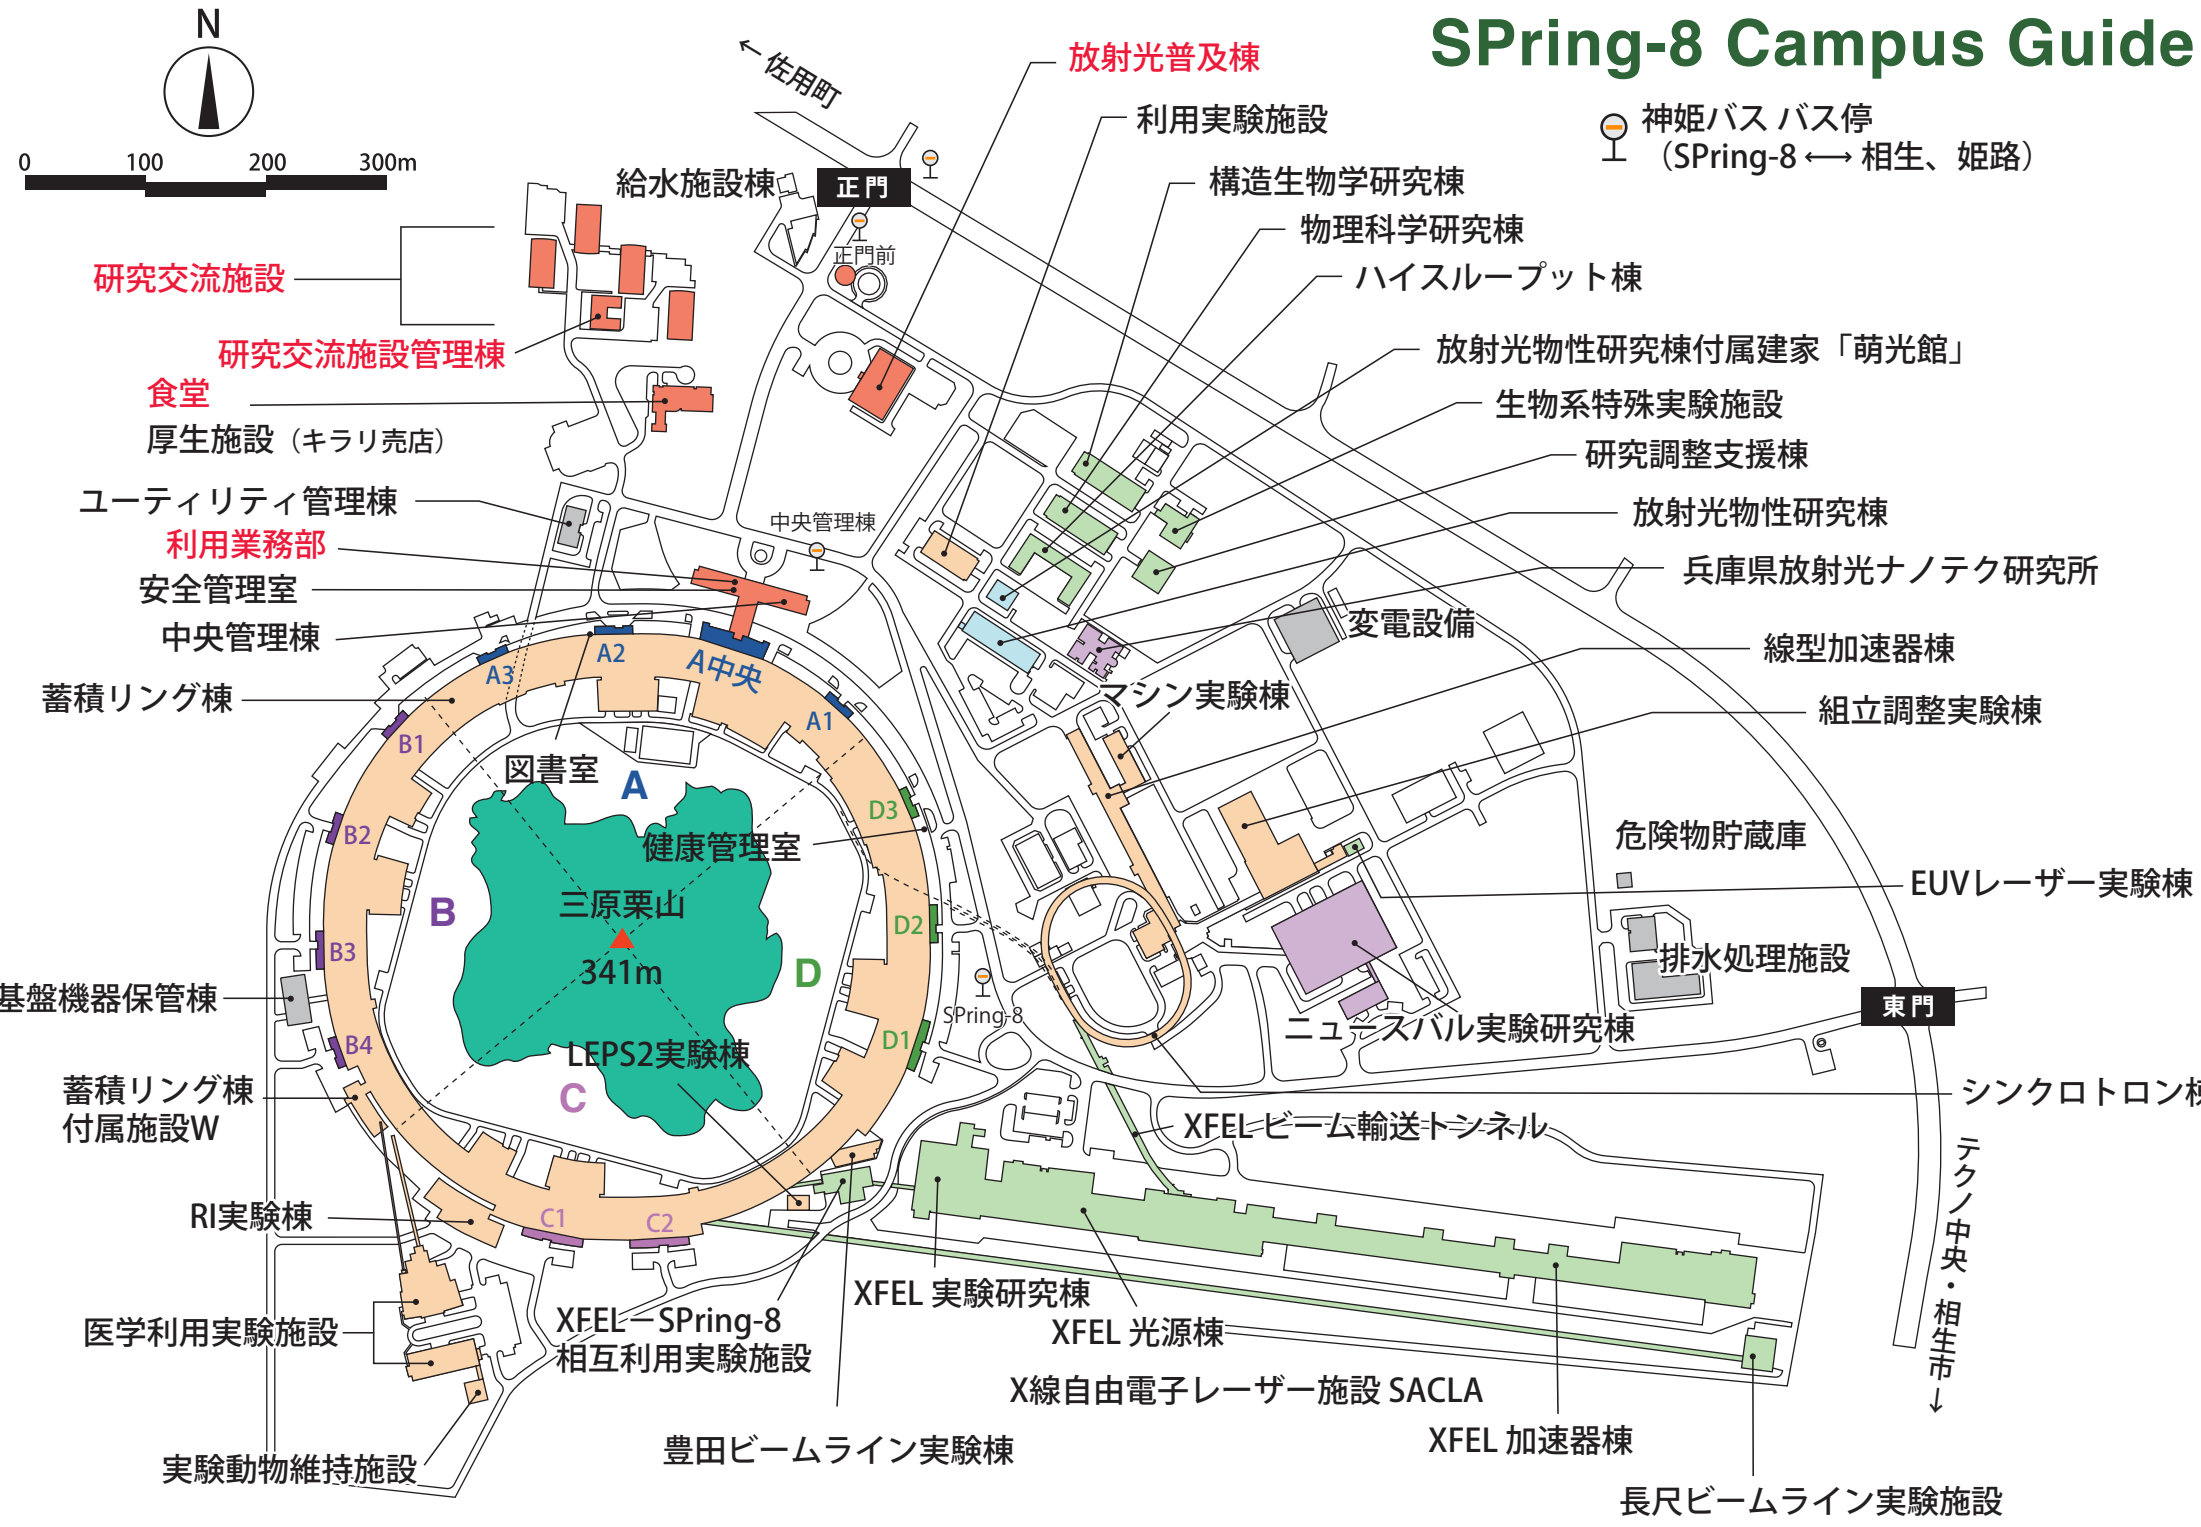 SPring-8 Campus Guide
N
0 100 200 300m
← 佐用町
放射光普及棟
利用実験施設
神姫バス バス停
（SPring-8 ⟷ 相生、姫路）
給水施設棟
正門
構造生物学研究棟
物理科学研究棟
正門前
ハイスループット棟
研究交流施設
研究交流施設管理棟
放射光物性研究棟付属建家「萌光館」
食堂
厚生施設（キラリ売店）
生物系特殊実験施設
研究調整支援棟
ユーティリティ管理棟
中央管理棟
放射光物性研究棟
利用業務部
兵庫県放射光ナノテク研究所
安全管理室
変電設備
中央管理棟
線型加速器棟
A3
A2
A中央
マシン実験棟
蓄積リング棟
A1
組立調整実験棟
B1
図書室
A
D3
B2
健康管理室
危険物貯蔵庫
EUVレーザー実験棟
三原栗山
B
D2
B3
341m
D
排水処理施設
基盤機器保管棟
SPring-8
東門
ニュースバル実験研究棟
B4
LEPS2実験棟
D1
蓄積リング棟
付属施設W
C
シンクロトロン棟
XFEL ビーム輸送トンネル
テクノ中央・相生市↓
RI実験棟
C1
C2
XFEL 実験研究棟
医学利用実験施設
XFEL－SPring-8
相互利用実験施設
XFEL 光源棟
X線自由電子レーザー施設 SACLA
豊田ビームライン実験棟
XFEL 加速器棟
実験動物維持施設
長尺ビームライン実験施設